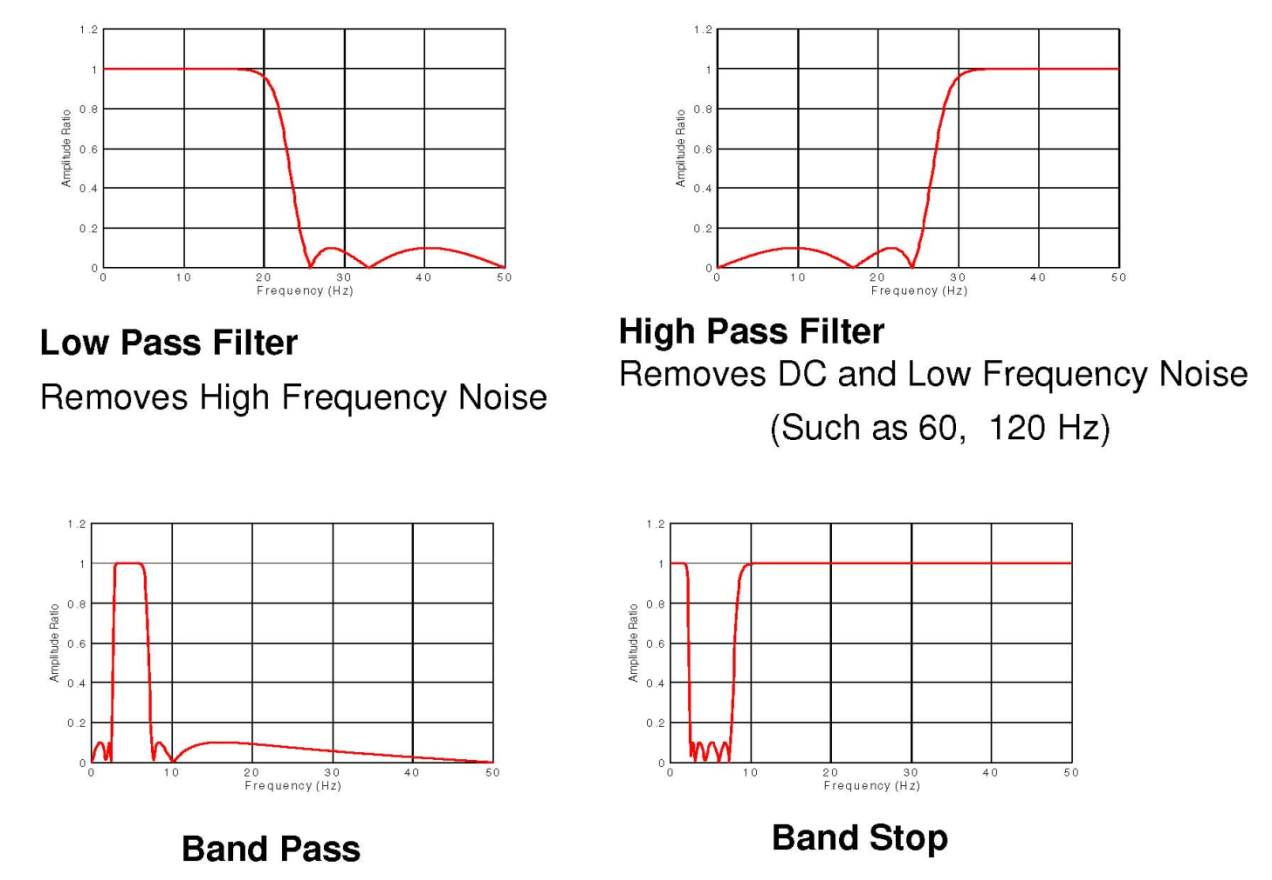 1.2
1
0.8
0.6
0.4
0.2
0
Amplitude Ratio
0 10 20 30 40 50
Frequency (Hz)
Low Pass Filter
Removes High Frequency Noise
1.2
1
0.8
0.6
0.4
0.2
0
Amplitude Ratio
0 10 20 30 40 50
Frequency (Hz)
High Pass Filter
Removes DC and Low Frequency Noise
(Such as 60, 120 Hz)
1.2
1
0.8
0.6
0.4
0.2
0
Amplitude Ratio
0 10 20 30 40 50
Frequency (Hz)
Band Pass
1.2
1
0.8
0.6
0.4
0.2
0
Amplitude Ratio
0 10 20 30 40 50
Frequency (Hz)
Band Stop